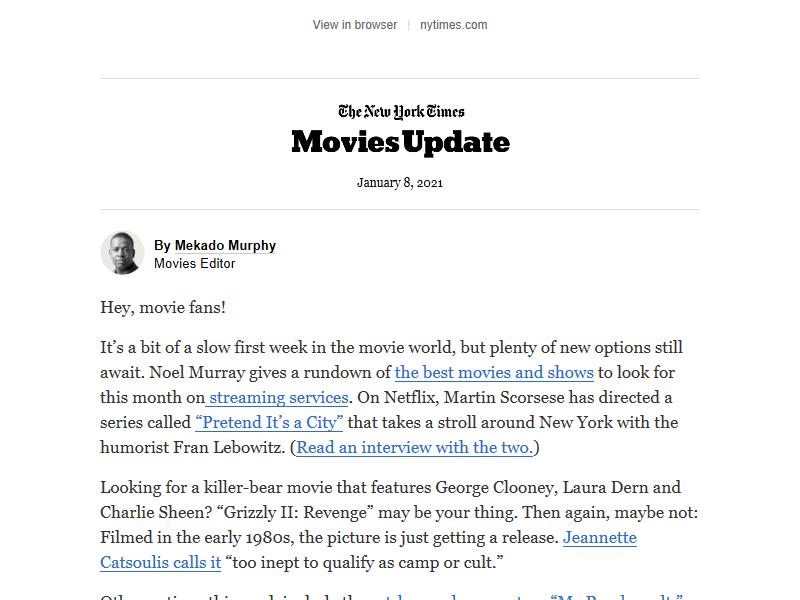 View in browser | nytimes.com
The New York Times
Movies Update
January 8, 2021
By Mekado Murphy
Movies Editor
Hey, movie fans!
It’s a bit of a slow first week in the movie world, but plenty of new options still
await. Noel Murray gives a rundown of the best movies and shows to look for
this month on streaming services. On Netflix, Martin Scorsese has directed a
series called “Pretend It’s a City” that takes a stroll around New York with the
humorist Fran Lebowitz. (Read an interview with the two.)
Looking for a killer-bear movie that features George Clooney, Laura Dern and
Charlie Sheen? “Grizzly II: Revenge” may be your thing. Then again, maybe not:
Filmed in the early 1980s, the picture is just getting a release. Jeannette
Catsoulis calls it “too inept to qualify as camp or cult.”